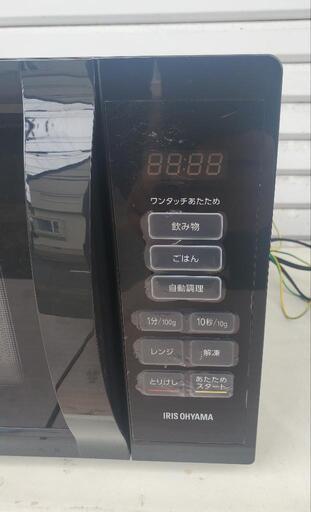 88:88
ワンタッチあたため
飲み物
ごはん
自動調理
1分/100g 10秒/10g
レンジ 解凍
とりけし あたため
スタート
IRIS OHYAMA